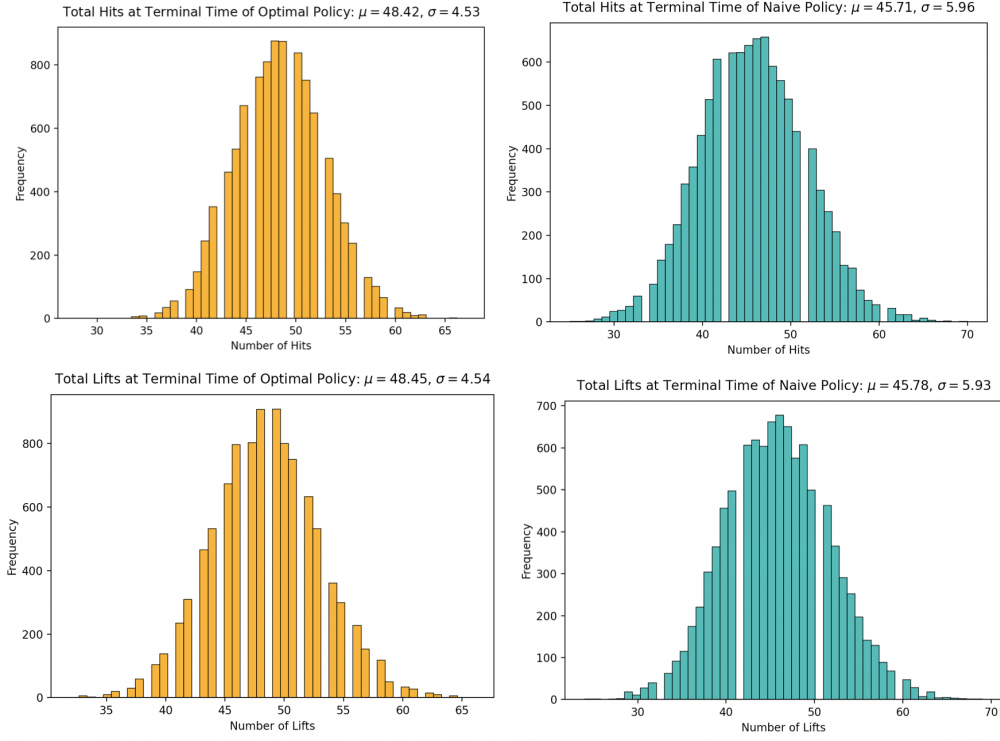 Total Hits at Terminal Time of Optimal Policy: μ = 48.42, σ = 4.53
Frequency
800
600
400
200
0
30 35 40 45 50 55 60 65
Number of Hits
Total Hits at Terminal Time of Naive Policy: μ = 45.71, σ = 5.96
Frequency
600
500
400
300
200
100
0
30 40 50 60 70
Number of Hits
Total Lifts at Terminal Time of Optimal Policy: μ = 48.45, σ = 4.54
Frequency
800
600
400
200
0
35 40 45 50 55 60 65
Number of Lifts
Total Lifts at Terminal Time of Naive Policy: μ = 45.78, σ = 5.93
Frequency
700
600
500
400
300
200
100
0
30 40 50 60 70
Number of Lifts